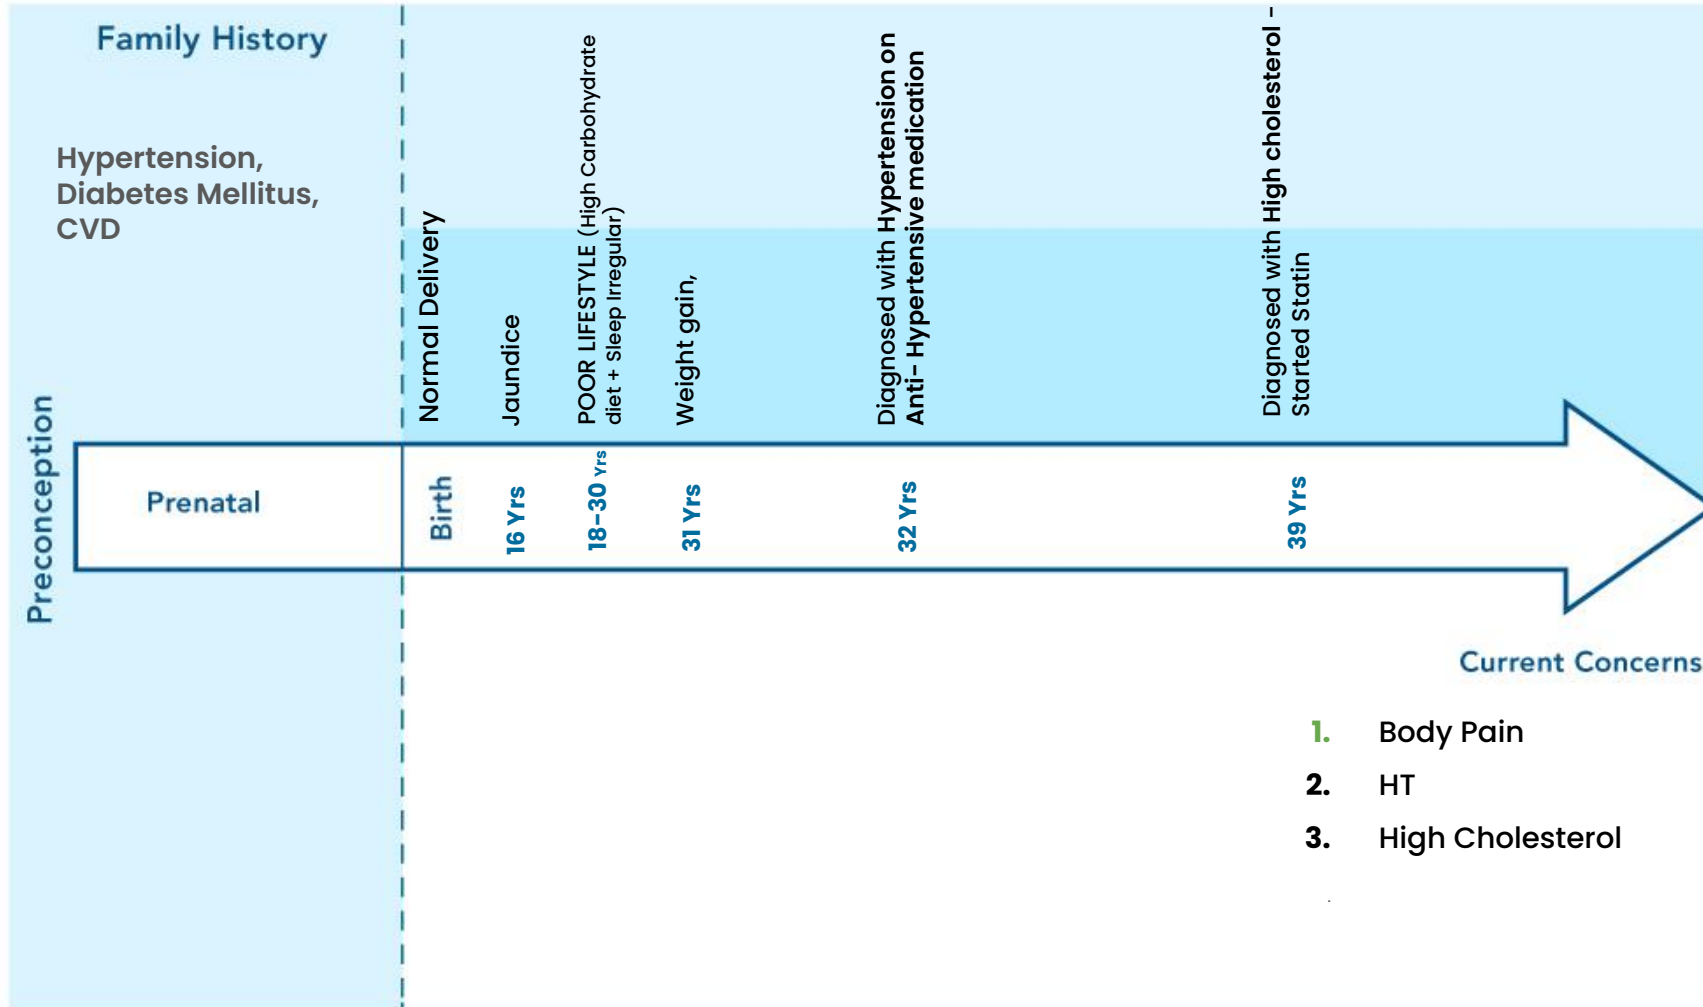 Family History
Hypertension,
Diabetes Mellitus,
CVD
Preconception
Prenatal
Normal Delivery
Birth
Jaundice
16 Yrs
POOR LIFESTYLE (High Carbohydrate
diet + Sleep Irregular)
18-30 Yrs
Weight gain,
31 Yrs
Diagnosed with Hypertension on
Anti- Hypertensive medication
32 Yrs
Diagnosed with High cholesterol -
Started Statin
39 Yrs
Current Concerns
1. Body Pain
2. HT
3. High Cholesterol
.